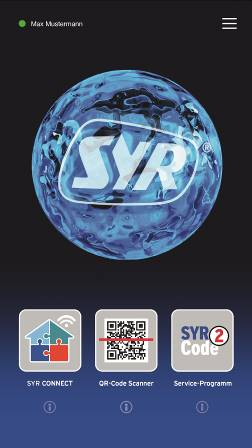 Max Mustermann
SYR®
SYR 2
Code
SYR CONNECT
QR-Code Scanner
Service-Programm